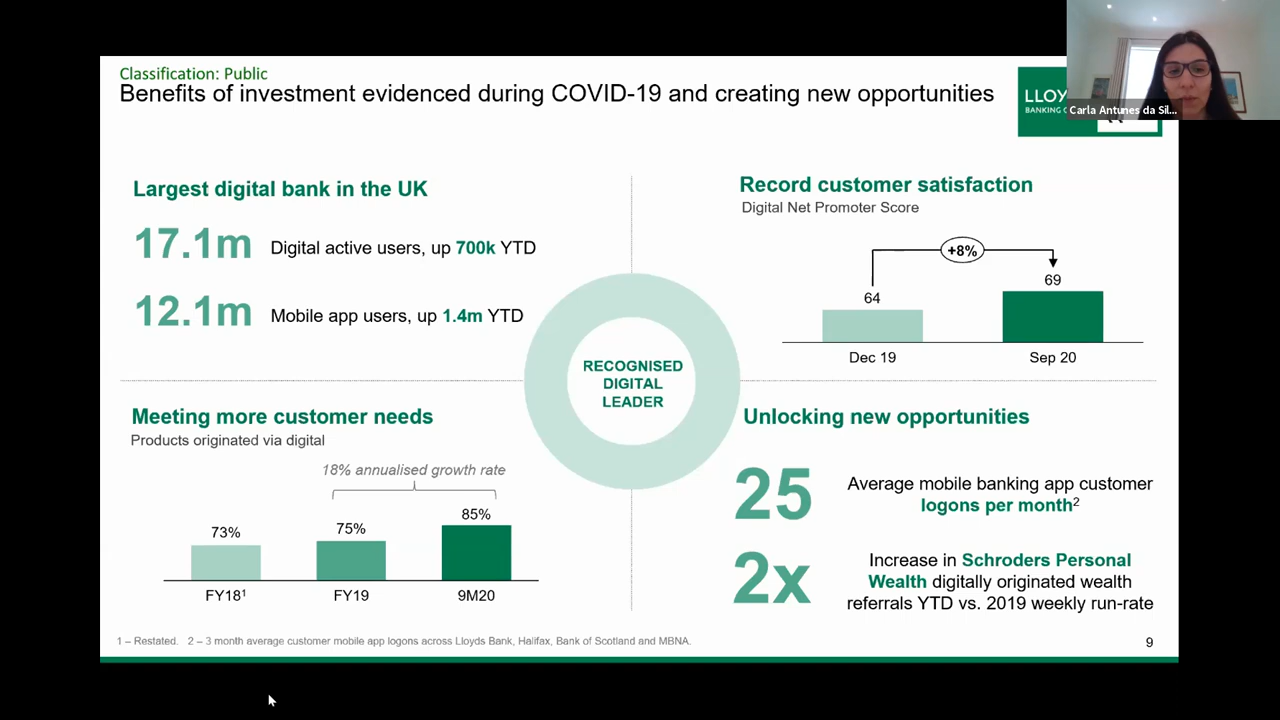 Classification: Public
Benefits of investment evidenced during COVID-19 and creating new opportunities
LLOY
BANKING
Carla Antunes da Sil...
Largest digital bank in the UK
17.1m Digital active users, up 700k YTD
12.1m Mobile app users, up 1.4m YTD
Record customer satisfaction
Digital Net Promoter Score
+8%
64
69
Dec 19
Sep 20
RECOGNISED
DIGITAL
LEADER
Meeting more customer needs
Products originated via digital
18% annualised growth rate
73%
75%
85%
FY18¹
FY19
9M20
Unlocking new opportunities
25
Average mobile banking app customer
logons per month²
2x
Increase in Schroders Personal
Wealth digitally originated wealth
referrals YTD vs. 2019 weekly run-rate
1 – Restated. 2 – 3 month average customer mobile app logons across Lloyds Bank, Halifax, Bank of Scotland and MBNA.
9